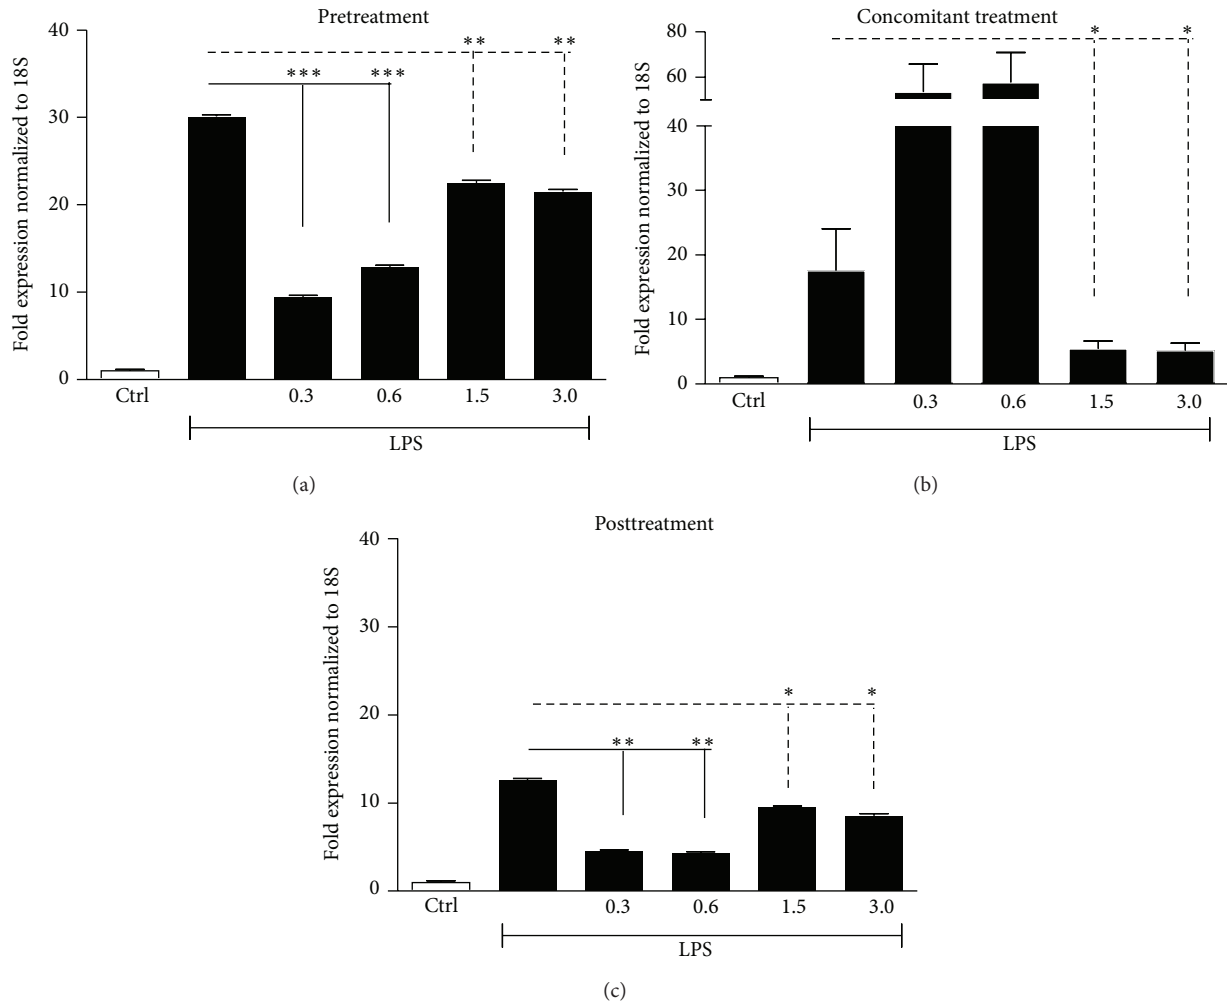 Pretreatment
Fold expression normalized to 18S
40
30
20
10
0
** **
*** ***
Ctrl 0.3 0.6 1.5 3.0
LPS
(a)
Concomitant treatment
Fold expression normalized to 18S
80
60
40
30
20
10
0
* *
Ctrl 0.3 0.6 1.5 3.0
LPS
(b)
Posttreatment
Fold expression normalized to 18S
40
30
20
10
0
* *
** **
Ctrl 0.3 0.6 1.5 3.0
LPS
(c)